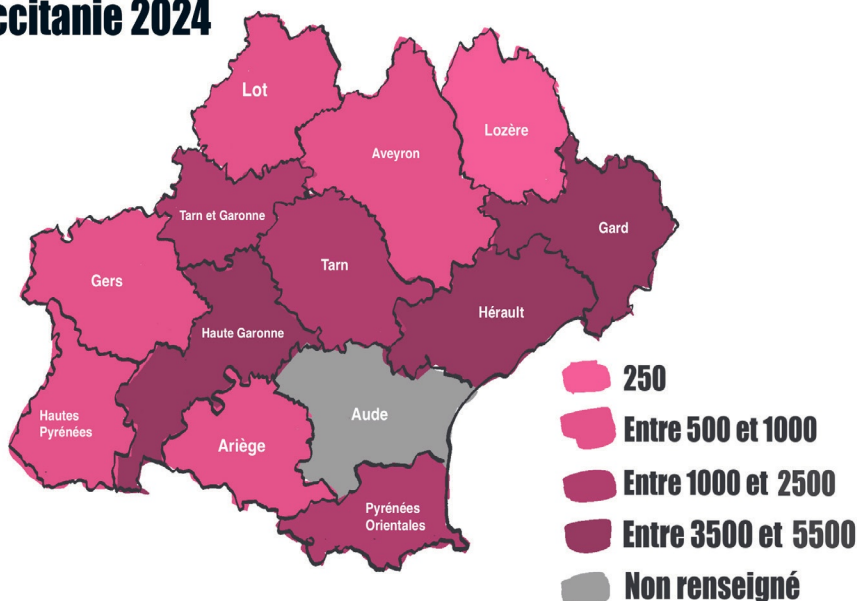 ccitanie 2024
Lot
Lozère
Aveyron
Tarn et Garonne
Gard
Tarn
Gers
Hérault
Haute Garonne
Hautes
Pyrénées
Aude
Ariège
Pyrénées
Orientales
250
Entre 500 et 1000
Entre 1000 et 2500
Entre 3500 et 5500
Non renseigné